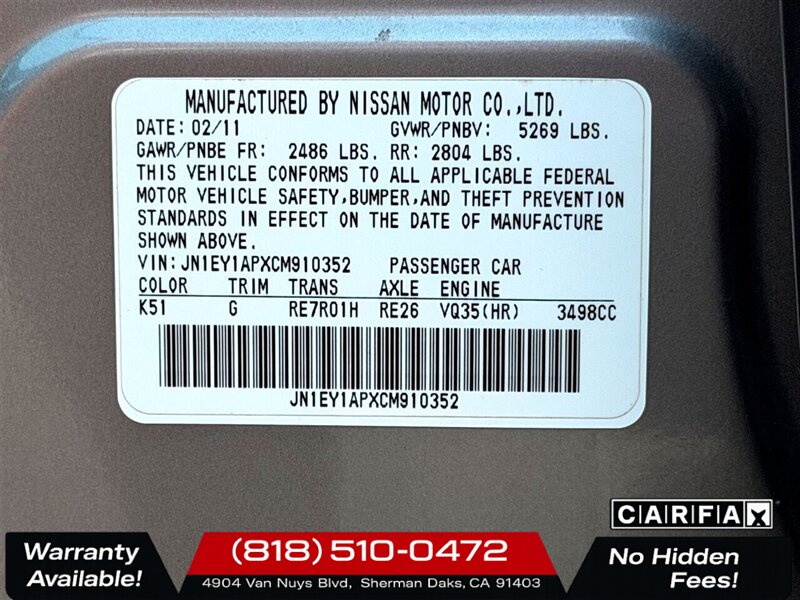 MANUFACTURED BY NISSAN MOTOR CO.,LTD.
DATE: 02/11 GVWR/PNBV: 5269 LBS.
GAWR/PNBE FR: 2486 LBS. RR: 2804 LBS.
THIS VEHICLE CONFORMS TO ALL APPLICABLE FEDERAL
MOTOR VEHICLE SAFETY,BUMPER,AND THEFT PREVENTION
STANDARDS IN EFFECT ON THE DATE OF MANUFACTURE
SHOWN ABOVE.
VIN: JN1EY1APXCM910352 PASSENGER CAR
COLOR TRIM TRANS AXLE ENGINE
K51 G RE7R01H RE26 VQ35(HR) 3498CC
JN1EY1APXCM910352
CARFAX
Warranty
Available!
(818) 510-0472
4904 Van Nuys Blvd, Sherman Daks, CA 91403
No Hidden
Fees!